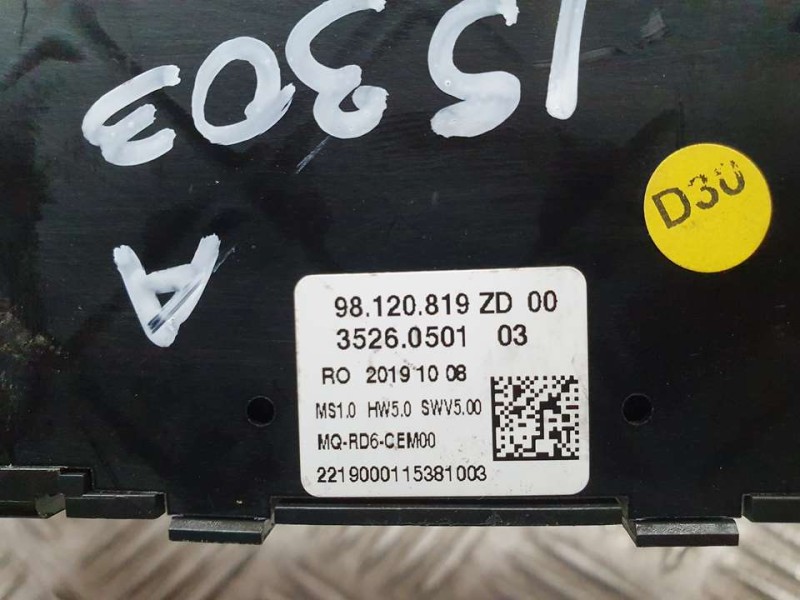 15303
A
D30
98.120.819 ZD 00
3526.0501 03
RO 2019 10 08
MS1.0 HW5.0 SWV5.00
MQ-RD6-CEM00
2219000115381003